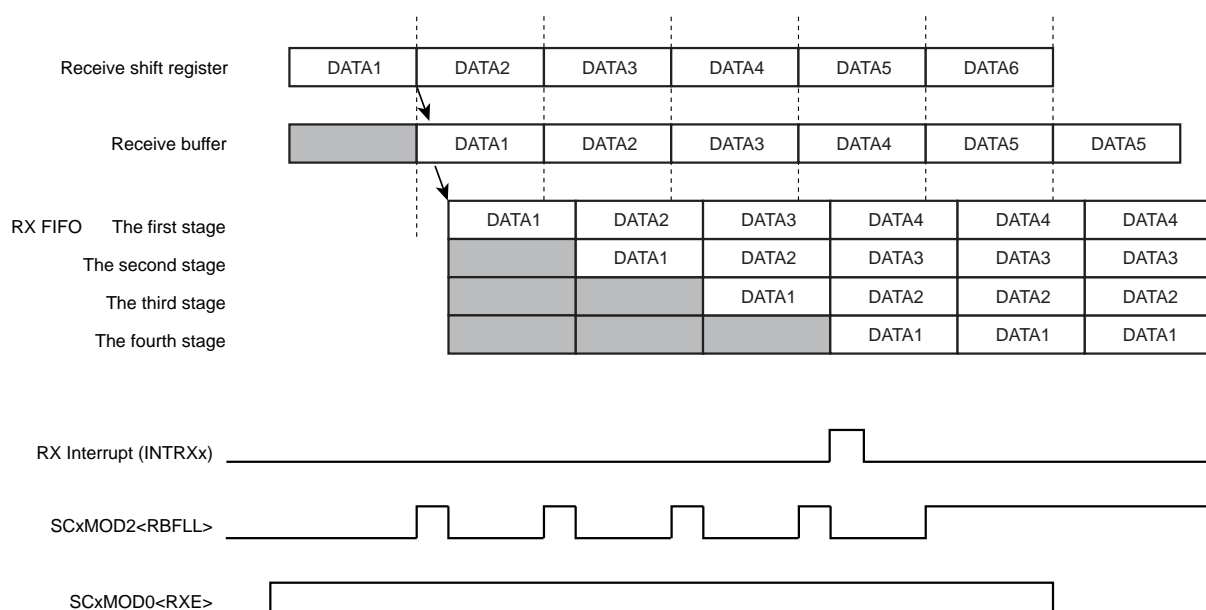 Receive shift register DATA1 DATA2 DATA3 DATA4 DATA5 DATA6
Receive buffer DATA1 DATA2 DATA3 DATA4 DATA5 DATA5
RX FIFO The first stage DATA1 DATA2 DATA3 DATA4 DATA4 DATA4
The second stage DATA1 DATA2 DATA3 DATA3 DATA3
The third stage DATA1 DATA2 DATA2 DATA2
The fourth stage DATA1 DATA1 DATA1
RX Interrupt (INTRXx)
SCxMOD2<RBFLL>
SCxMOD0<RXE>